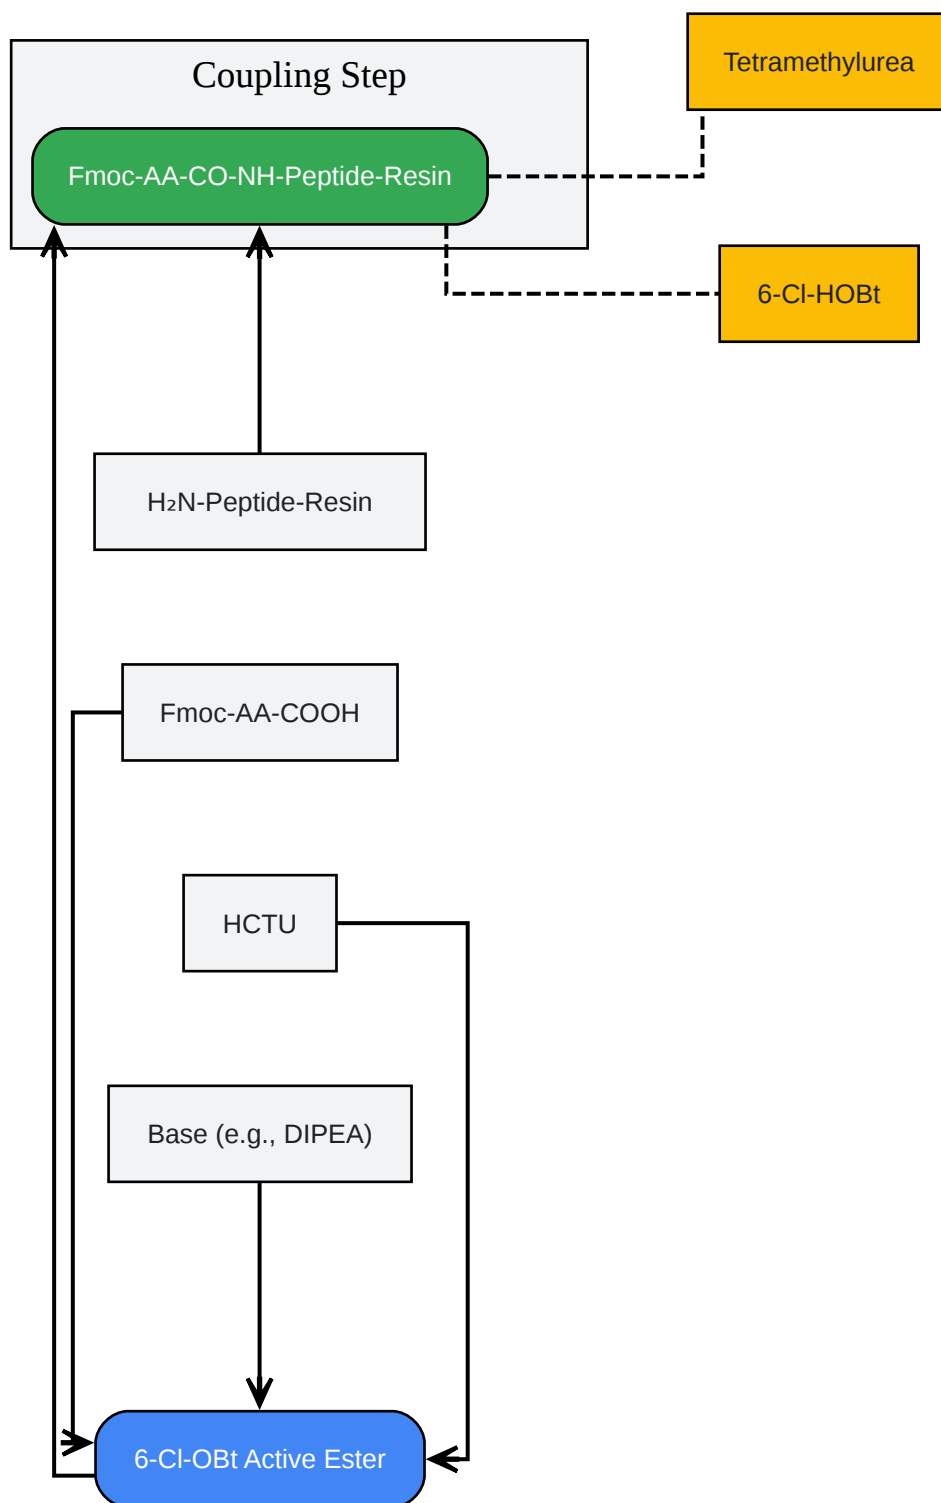 Tetramethylurea
Coupling Step
Fmoc-AA-CO-NH-Peptide-Resin
6-Cl-HOBt
H₂N-Peptide-Resin
Fmoc-AA-COOH
HCTU
Base (e.g., DIPEA)
6-Cl-OBt Active Ester